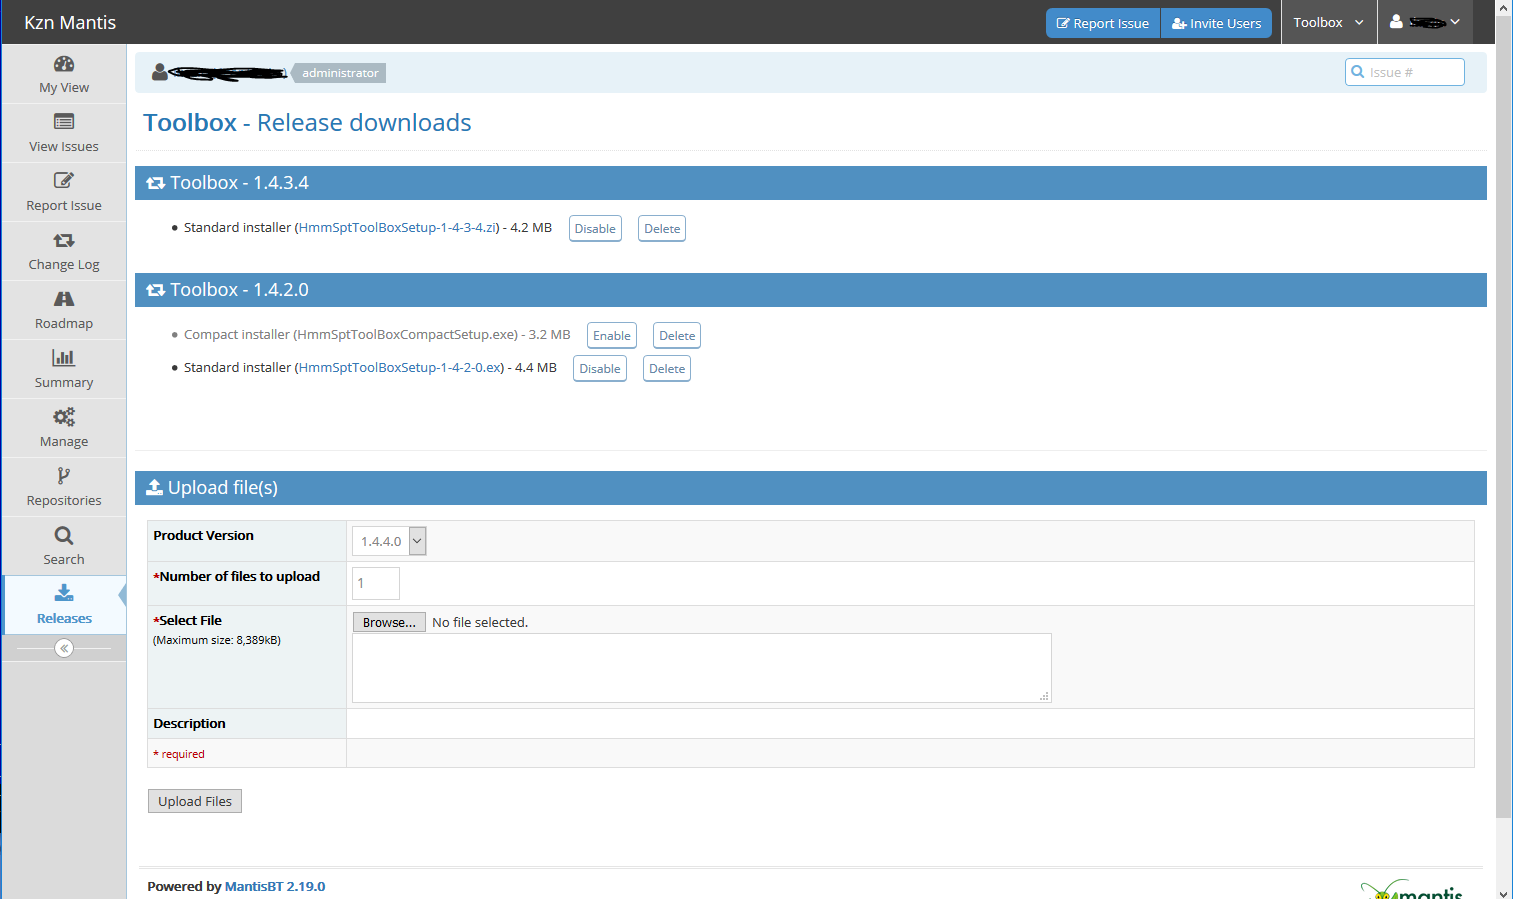 Kzn Mantis
Report Issue Invite Users Toolbox
administrator Issue #
My View
View Issues
Report Issue
Change Log
Roadmap
Summary
Manage
Repositories
Search
Releases
Toolbox - Release downloads
Toolbox - 1.4.3.4
Standard installer (HmmSptToolBoxSetup-1-4-3-4.zi) - 4.2 MB Disable Delete
Toolbox - 1.4.2.0
Compact installer (HmmSptToolBoxCompactSetup.exe) - 3.2 MB Enable Delete
Standard installer (HmmSptToolBoxSetup-1-4-2-0.ex) - 4.4 MB Disable Delete
Upload file(s)
Product Version 1.4.4.0
*Number of files to upload 1
*Select File Browse... No file selected.
(Maximum size: 8,389kB)
Description
* required
Upload Files
Powered by MantisBT 2.19.0
mantis